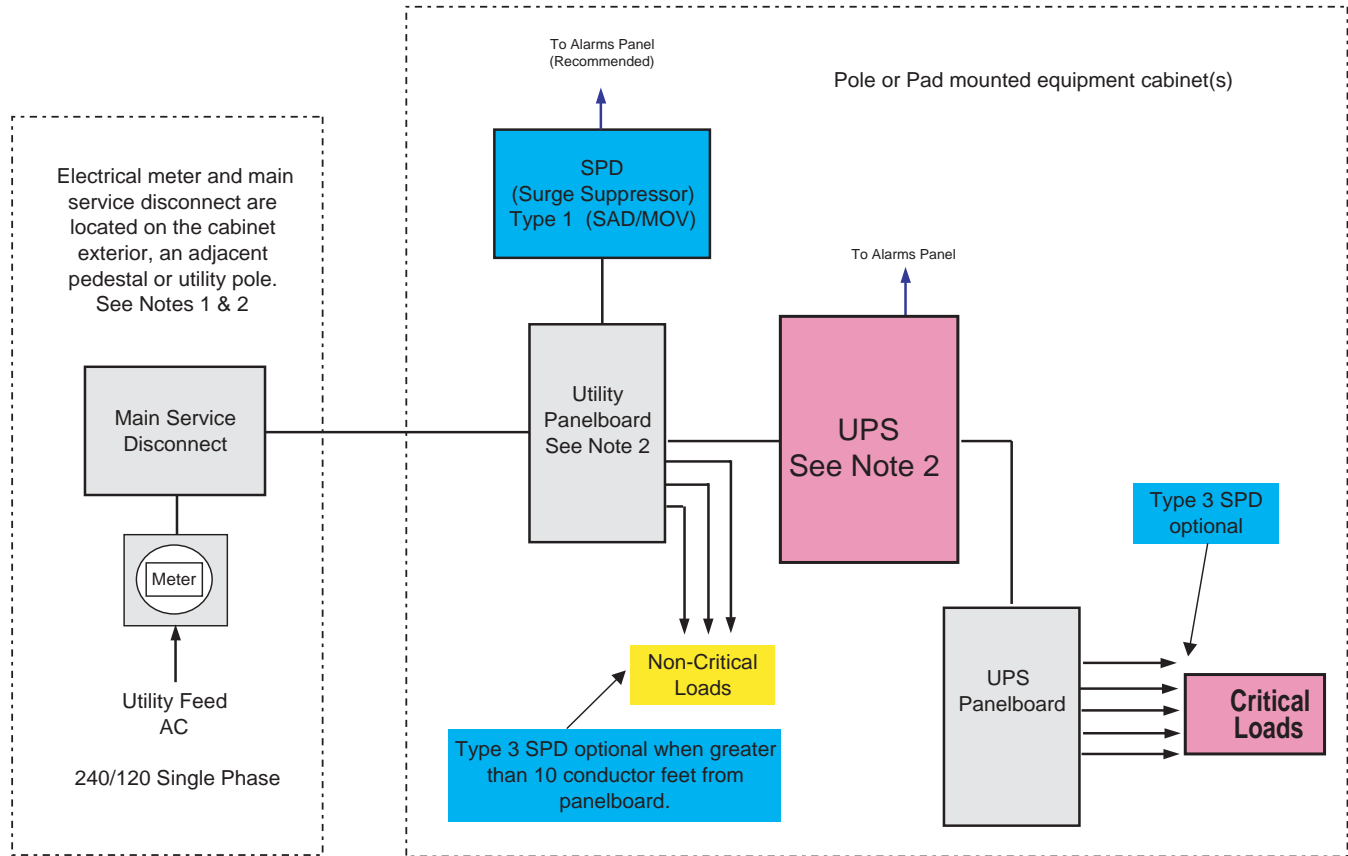 To Alarms Panel
(Recommended)
Pole or Pad mounted equipment cabinet(s)
Electrical meter and main
service disconnect are
located on the cabinet
exterior, an adjacent
pedestal or utility pole.
See Notes 1 & 2
SPD
(Surge Suppressor)
Type 1 (SAD/MOV)
To Alarms Panel
Main Service
Disconnect
Utility
Panelboard
See Note 2
UPS
See Note 2
Type 3 SPD
optional
Meter
Utility Feed
AC
240/120 Single Phase
Non-Critical
Loads
Type 3 SPD optional when greater
than 10 conductor feet from
panelboard.
UPS
Panelboard
Critical
Loads